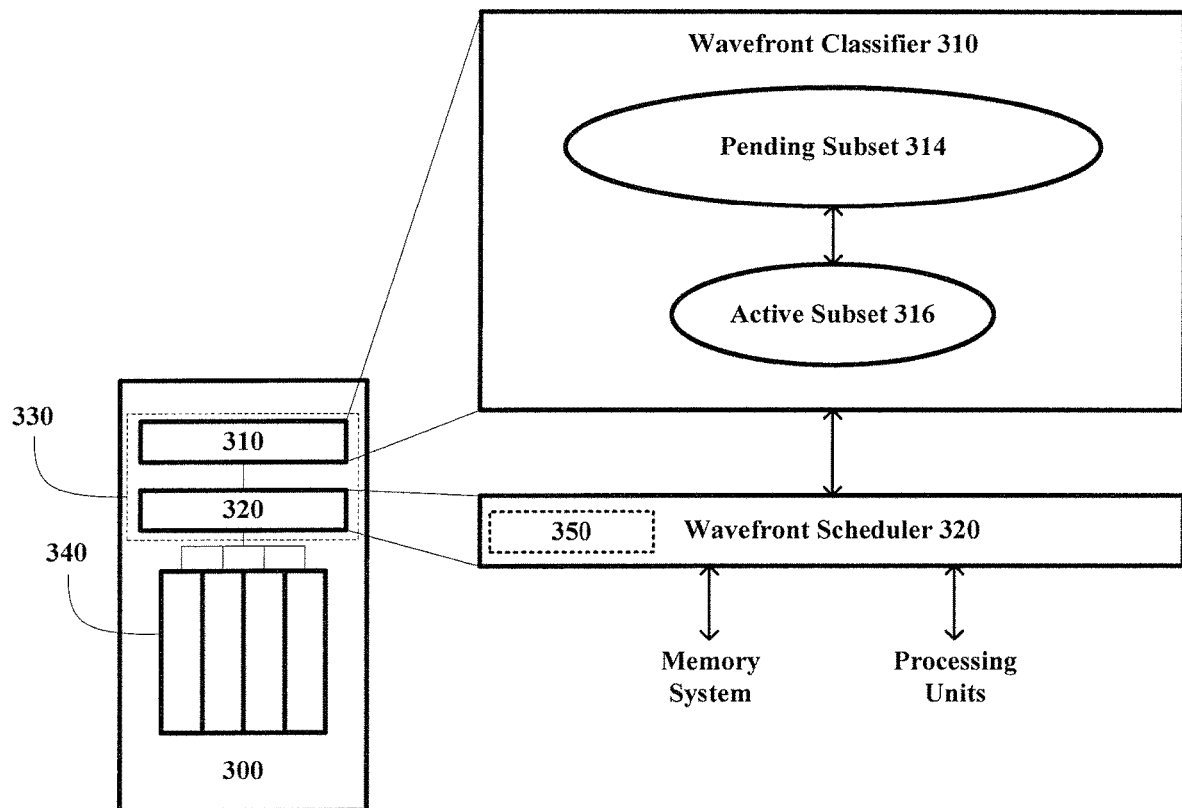 Wavefront Classifier 310
Pending Subset 314
Active Subset 316
330
310
320
350
Wavefront Scheduler 320
340
Memory
System
Processing
Units
300